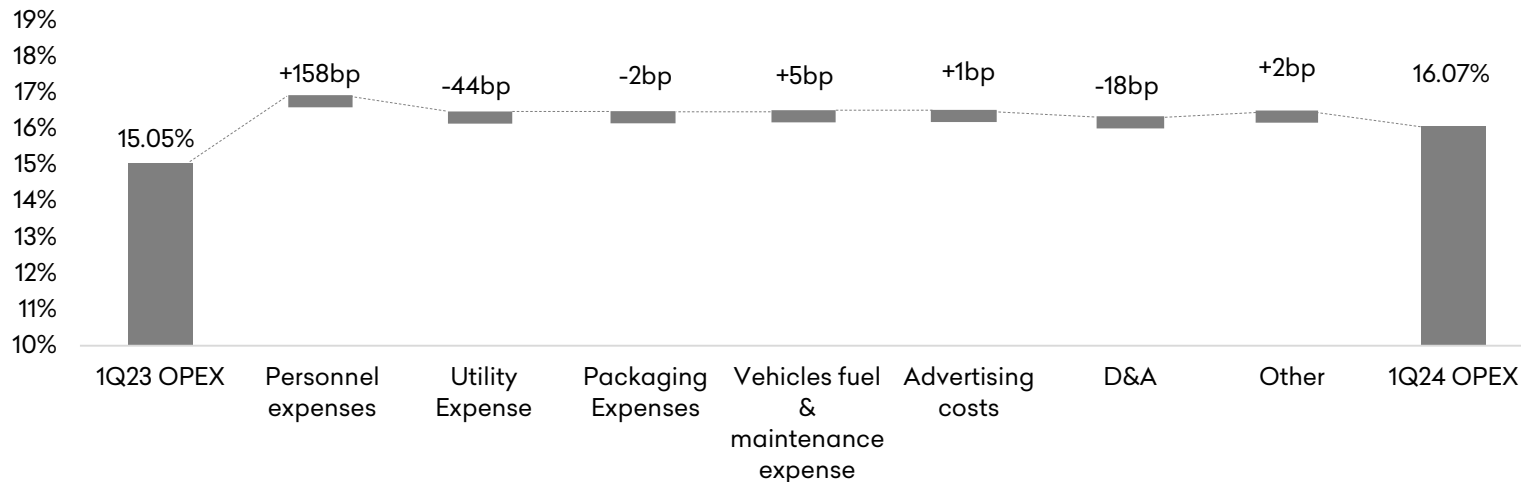 19%
18%
17%
16%
15%
14%
13%
12%
11%
10%
15.05%
+158bp
-44bp
-2bp
+5bp
+1bp
-18bp
+2bp
16.07%
1Q23 OPEX
Personnel
expenses
Utility
Expense
Packaging
Expenses
Vehicles fuel
&
maintenance
expense
Advertising
costs
D&A
Other
1Q24 OPEX